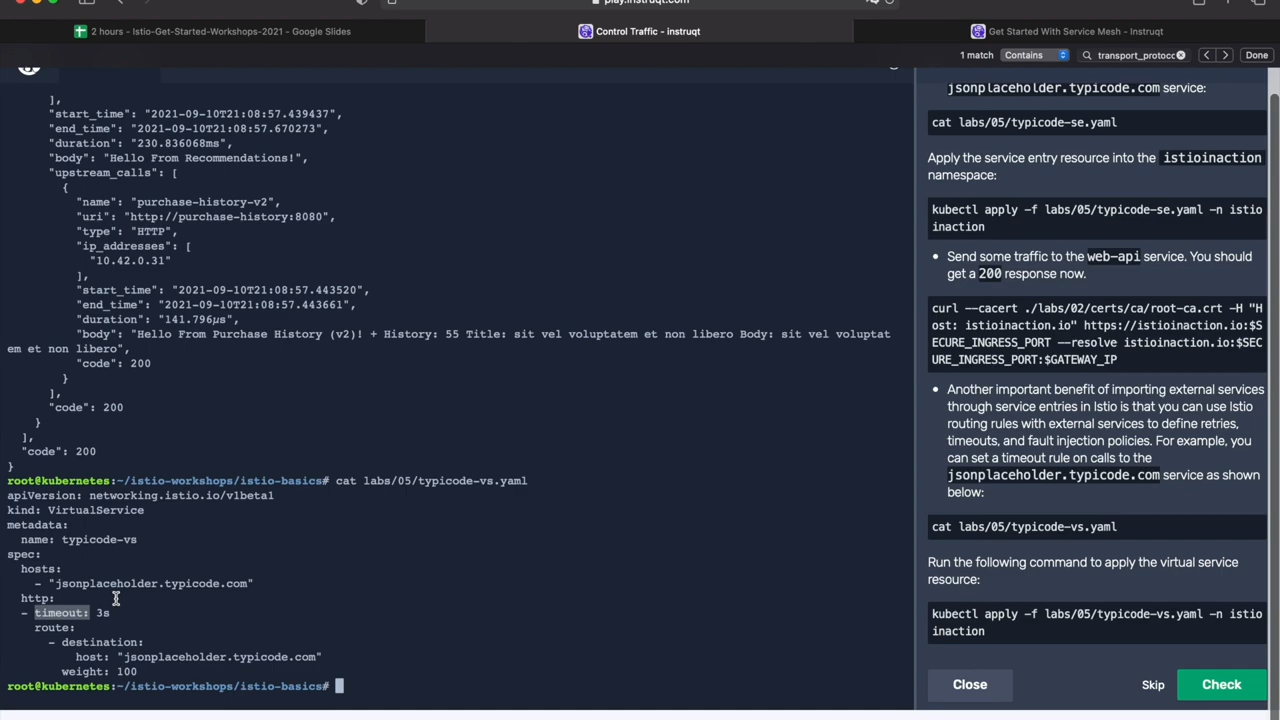 play.instruqt.com
2 hours - Istio-Get-Started-Workshops-2021 - Google Slides
Control Traffic - instruqt
Get Started With Service Mesh - Instruqt
1 match
Contains
transport_protocc
Done
],
"start_time": "2021-09-10T21:08:57.439437",
"end_time": "2021-09-10T21:08:57.670273",
"duration": "230.836068ms",
"body": "Hello From Recommendations!",
"upstream_calls": [
{
"name": "purchase-history-v2",
"uri": "http://purchase-history:8080",
"type": "HTTP",
"ip_addresses": [
"10.42.0.31"
],
"start_time": "2021-09-10T21:08:57.443520",
"end_time": "2021-09-10T21:08:57.443661",
"duration": "141.796µs",
"body": "Hello From Purchase History (v2)! + History: 55 Title: sit vel voluptatem et non libero Body: sit vel voluptat
em et non libero",
"code": 200
}
],
"code": 200
}
],
"code": 200
}
root@kubernetes:~/istio-workshops/istio-basics# cat labs/05/typicode-vs.yaml
apiVersion: networking.istio.io/v1beta1
kind: VirtualService
metadata:
name: typicode-vs
spec:
hosts:
- "jsonplaceholder.typicode.com"
http:
- timeout: 3s
route:
- destination:
host: "jsonplaceholder.typicode.com"
weight: 100
root@kubernetes:~/istio-workshops/istio-basics#
jsonplaceholder.typicode.com service:
cat labs/05/typicode-se.yaml
Apply the service entry resource into the istioinaction
namespace:
kubectl apply -f labs/05/typicode-se.yaml -n istio
inaction
• Send some traffic to the web-api service. You should
get a 200 response now.
curl --cacert ./labs/02/certs/ca/root-ca.crt -H "H
ost: istioinaction.io" https://istioinaction.io:$S
ECURE_INGRESS_PORT --resolve istioinaction.io:$SEC
URE_INGRESS_PORT:$GATEWAY_IP
• Another important benefit of importing external services
through service entries in Istio is that you can use Istio
routing rules with external services to define retries,
timeouts, and fault injection policies. For example, you
can set a timeout rule on calls to the
jsonplaceholder.typicode.com service as shown
below:
cat labs/05/typicode-vs.yaml
Run the following command to apply the virtual service
resource:
kubectl apply -f labs/05/typicode-vs.yaml -n istio
inaction
Close
Skip
Check